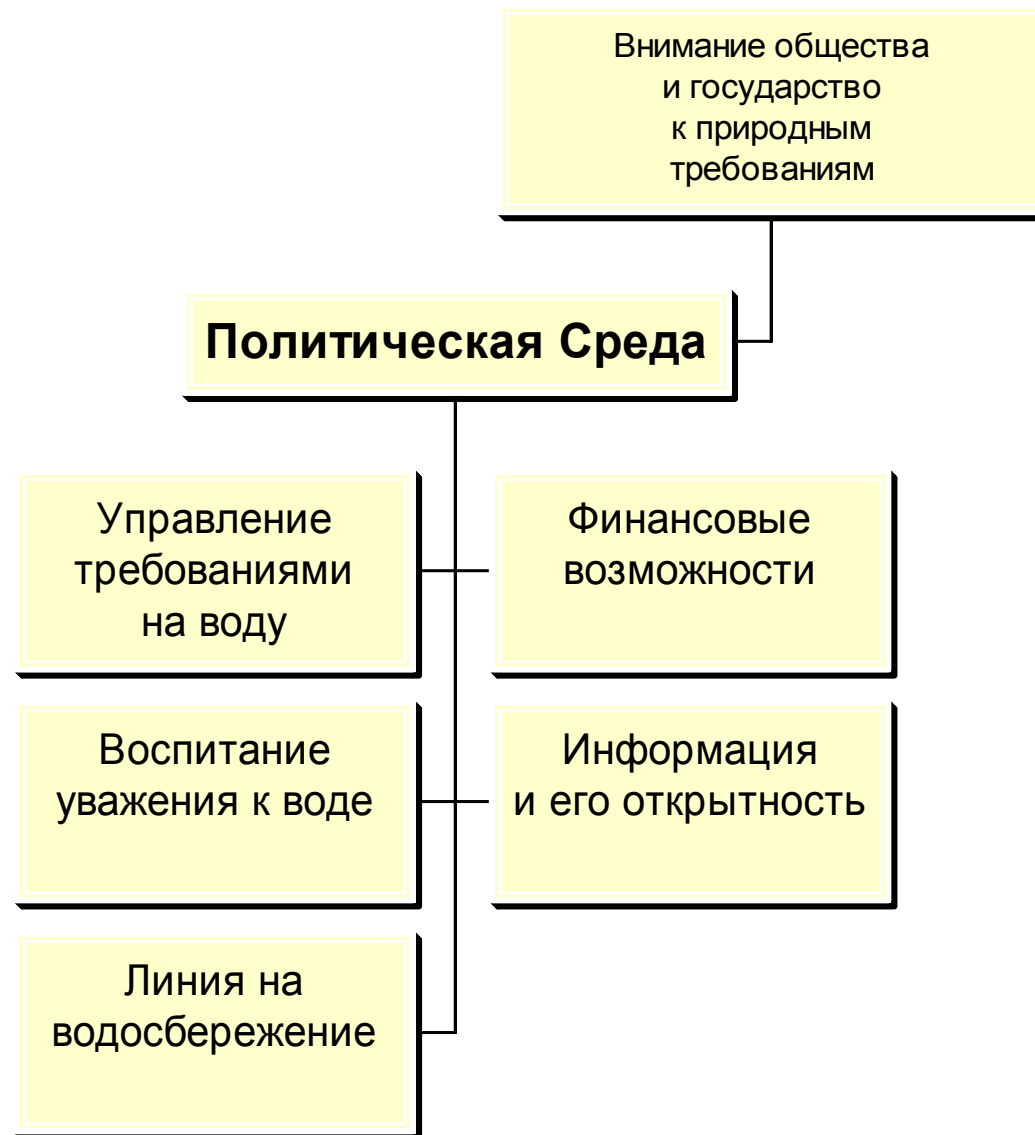 Внимание общества
и государство
к природным
требованиям
Политическая Среда
Управление
требованиями
на воду
Финансовые
возможности
Воспитание
уважения к воде
Информация
и его открытность
Линия на
водосбережение